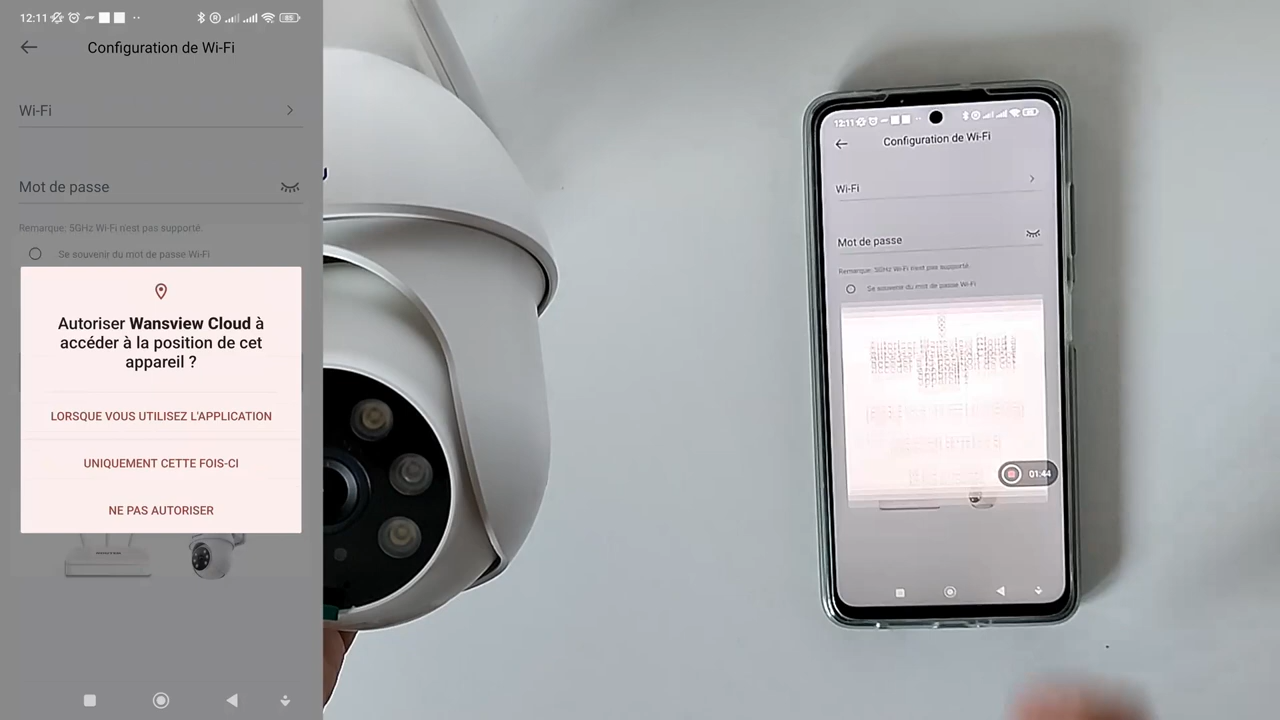 12:11
85
Configuration de Wi-Fi
Wi-Fi
Mot de passe
Remarque: 5GHz Wi-Fi n'est pas supporté.
Se souvenir du mot de passe Wi-Fi
Autoriser Wansview Cloud à
accéder à la position de cet
appareil ?
LORSQUE VOUS UTILISEZ L'APPLICATION
UNIQUEMENT CETTE FOIS-CI
NE PAS AUTORISER
12:11
Configuration de Wi-Fi
Wi-Fi
Mot de passe
Remarque: 5GHz Wi-Fi n'est pas supporté.
Se souvenir du mot de passe Wi-Fi
01:44